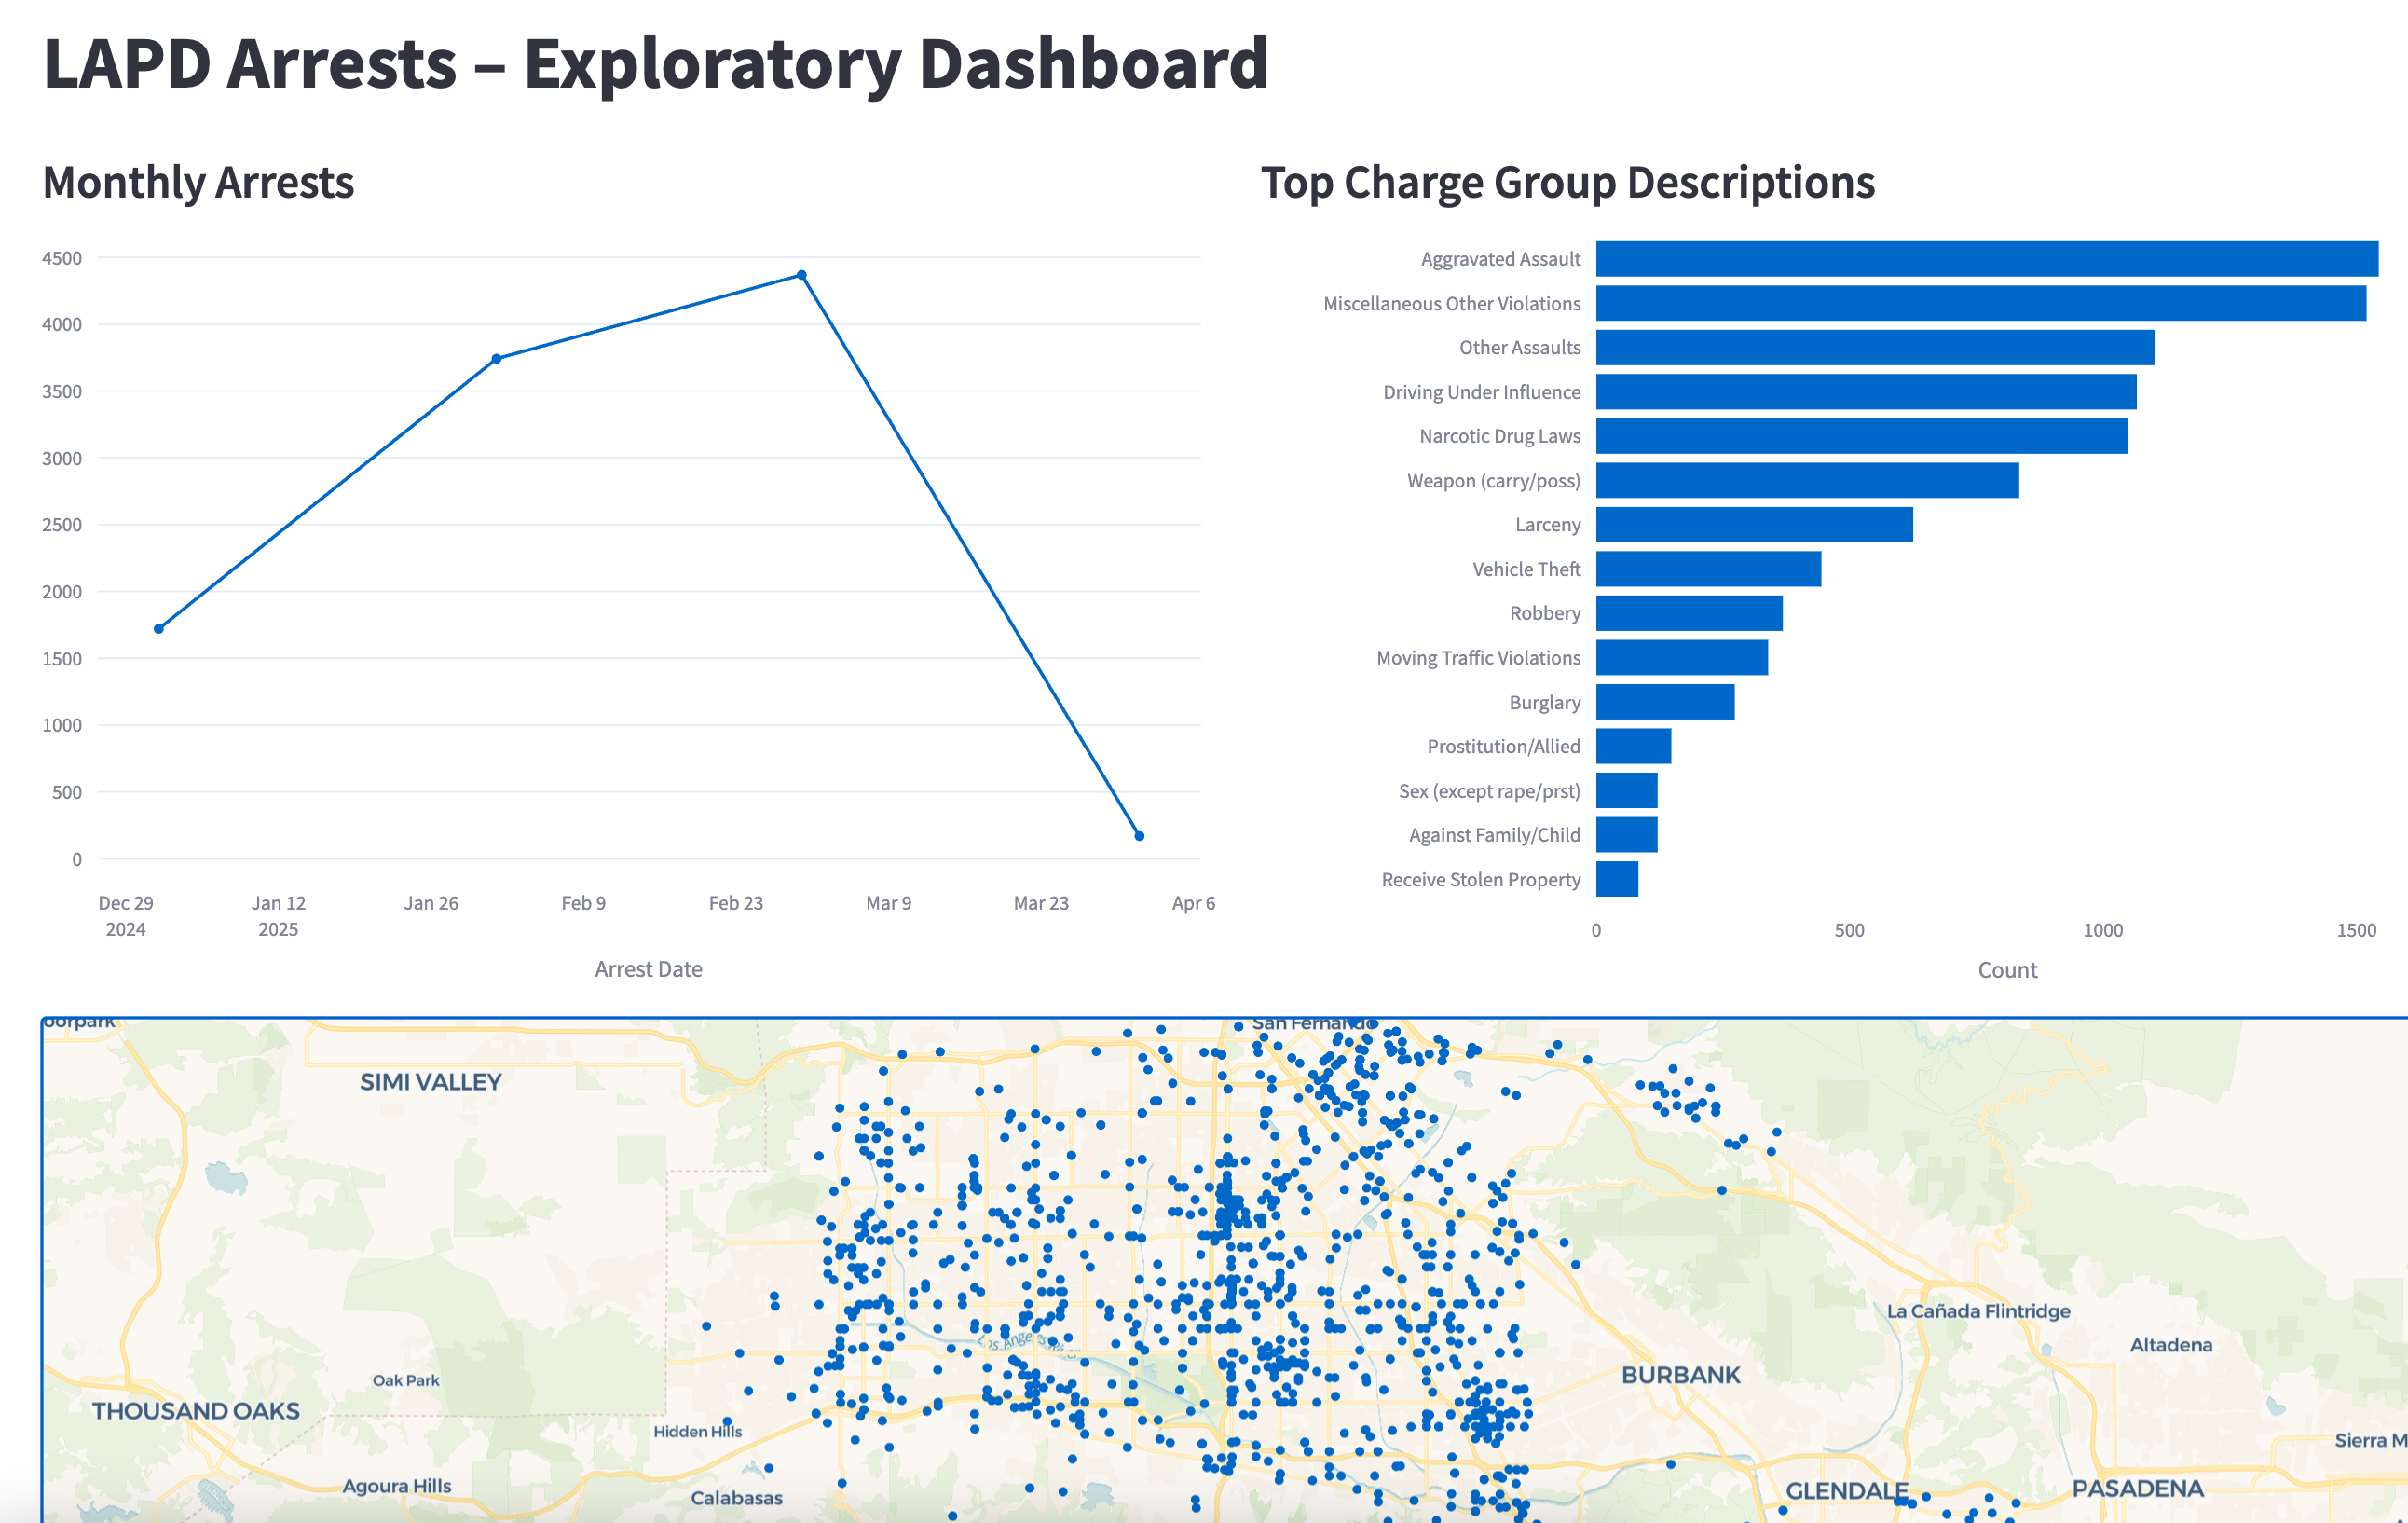 LAPD Arrests – Exploratory Dashboard
Monthly Arrests
4500
4000
3500
3000
2500
2000
1500
1000
500
0
Dec 29 Jan 12 Jan 26 Feb 9 Feb 23 Mar 9 Mar 23 Apr 6
2024 2025
Arrest Date
Top Charge Group Descriptions
Aggravated Assault
Miscellaneous Other Violations
Other Assaults
Driving Under Influence
Narcotic Drug Laws
Weapon (carry/poss)
Larceny
Vehicle Theft
Robbery
Moving Traffic Violations
Burglary
Prostitution/Allied
Sex (except rape/prst)
Against Family/Child
Receive Stolen Property
0 500 1000 1500
Count
oorpark
San Fernando
SIMI VALLEY
La Cañada Flintridge
Los Angeles River
Altadena
BURBANK
Oak Park
THOUSAND OAKS
Hidden Hills
Sierra M
Agoura Hills
Calabasas
GLENDALE
PASADENA